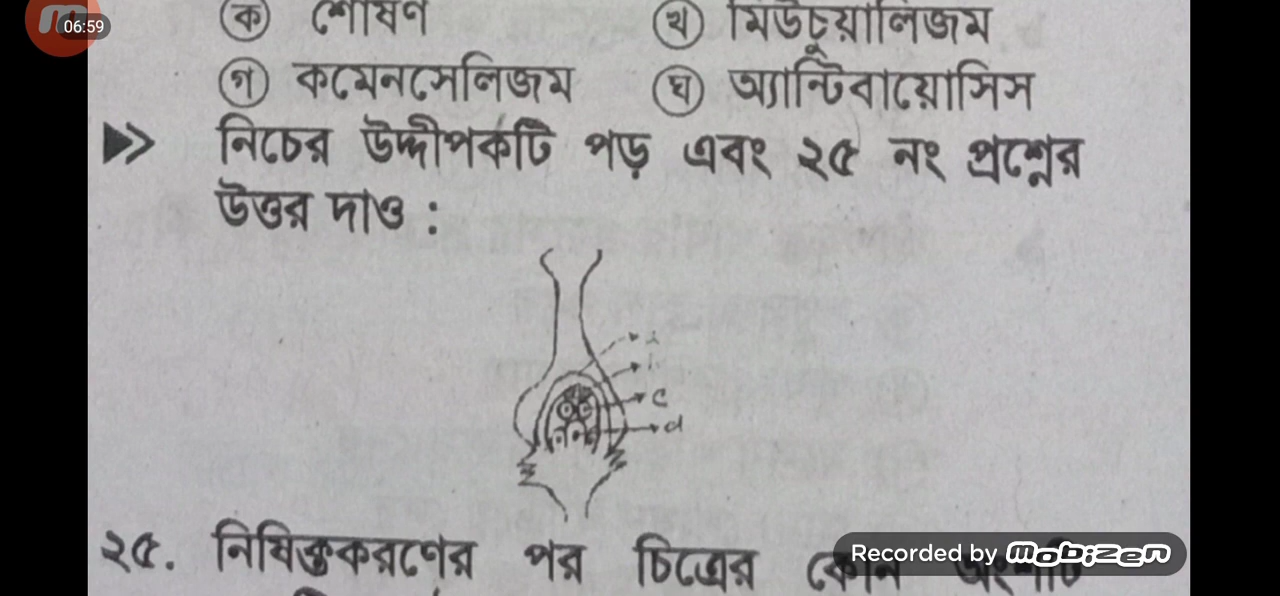 06:59
ক শোষণ খ মিউচুয়ালিজম
গ কমেনসেলিজম ঘ অ্যান্টিবায়োসিস
নিচের উদ্দীপকটি পড় এবং ২৫ নং প্রশ্নের
উত্তর দাও :
c
d
২৫. নিষিক্তকরণের পর চিত্রের কোন
Recorded by Mobizen